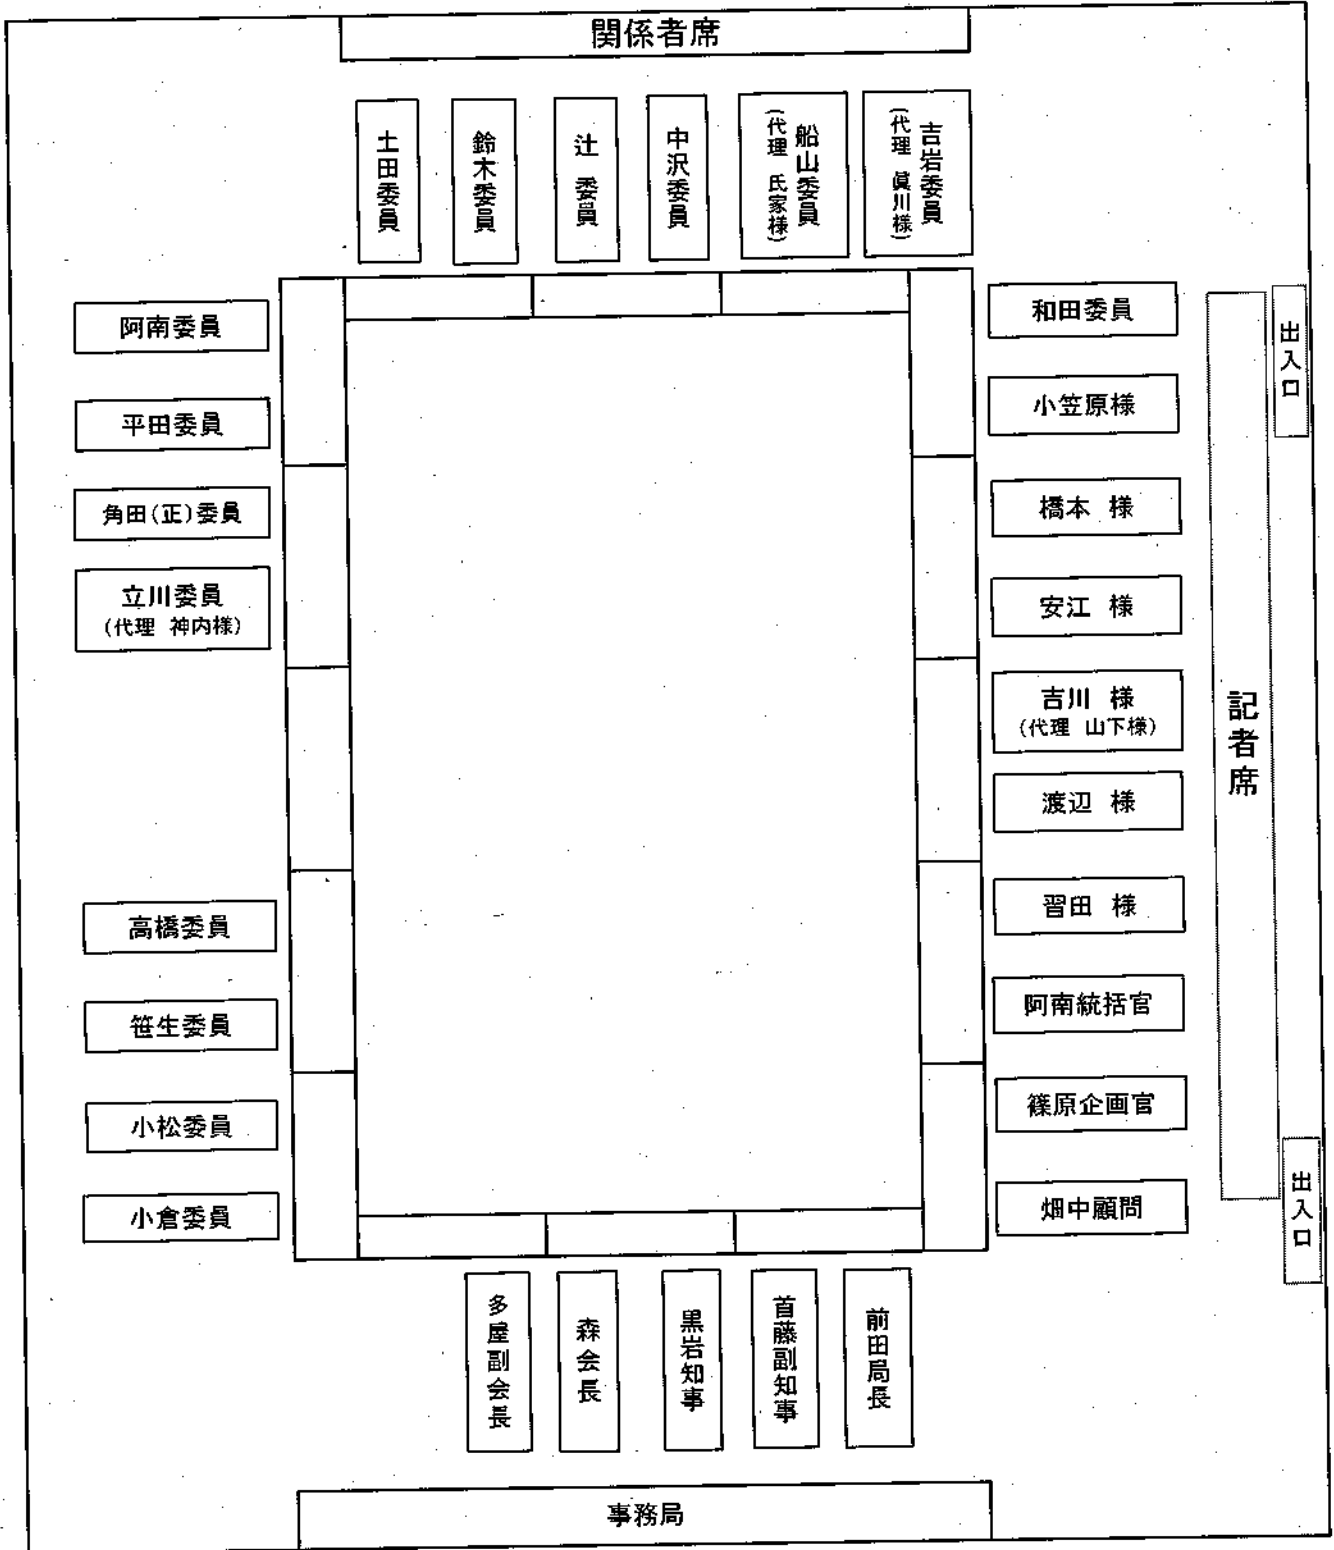 関係者席
土田委員
鈴木委員
辻 委員
中沢委員
船山委員
(代理 氏家様)
吉岩委員
(代理 眞川様)
阿南委員
平田委員
角田(正)委員
立川委員
(代理 神内様)
高橋委員
笹生委員
小松委員
小倉委員
和田委員
小笠原様
橋本 様
安江 様
吉川 様
(代理 山下様)
渡辺 様
習田 様
阿南統括官
篠原企画官
畑中顧問
記者席
出入口
出入口
多屋副会長
森会長
黒岩知事
首藤副知事
前田局長
事務局